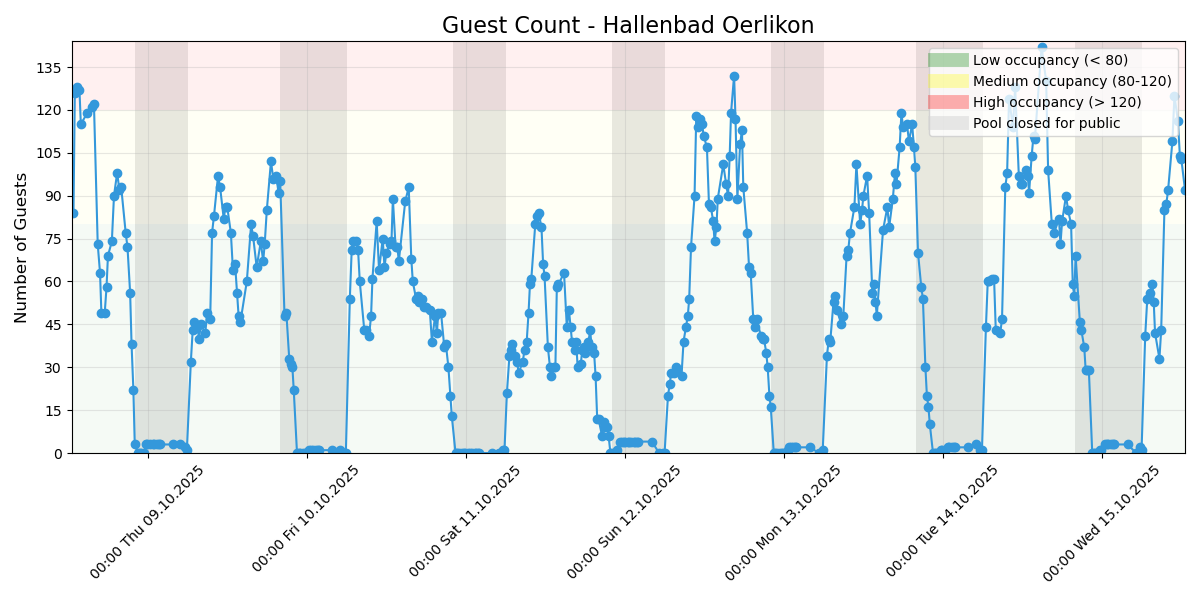 Guest Count - Hallenbad Oerlikon
Number of Guests
135
120
105
90
75
60
45
30
15
0
Low occupancy (< 80)
Medium occupancy (80-120)
High occupancy (> 120)
Pool closed for public
00:00 Thu 09.10.2025
00:00 Fri 10.10.2025
00:00 Sat 11.10.2025
00:00 Sun 12.10.2025
00:00 Mon 13.10.2025
00:00 Tue 14.10.2025
00:00 Wed 15.10.2025